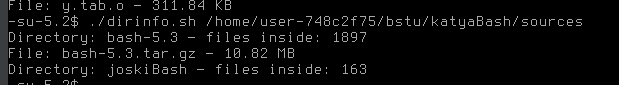 File: y.tab.o - 311.84 KB
-su-5.2$ ./dirinfo.sh /home/user-748c2f75/bstu/katyaBash/sources
Directory: bash-5.3 - files inside: 1897
File: bash-5.3.tar.gz - 10.82 MB
Directory: joskiBash - files inside: 163
-su-5.2$